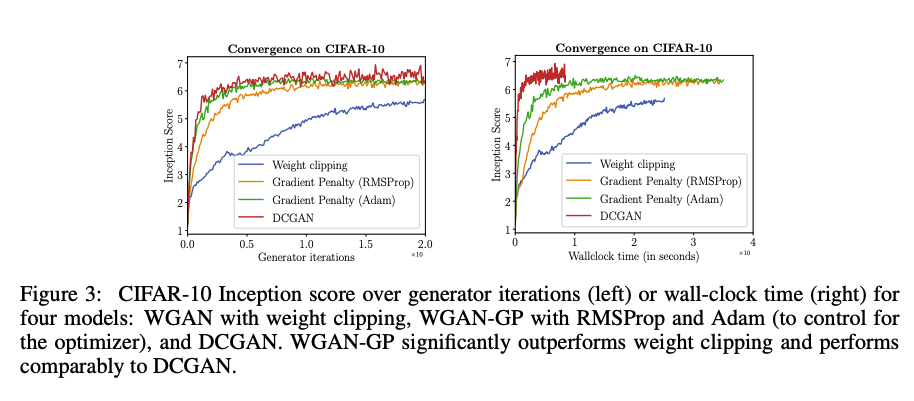 Convergence on CIFAR-10
7
6
5
4
3
2
1
Inception Score
Weight clipping
Gradient Penalty (RMSProp)
Gradient Penalty (Adam)
DCGAN
0.0 0.5 1.0 1.5 2.0
×10
Generator iterations
Convergence on CIFAR-10
7
6
5
4
3
2
1
Inception Score
Weight clipping
Gradient Penalty (RMSProp)
Gradient Penalty (Adam)
DCGAN
0 1 2 3 4
×10
Wallclock time (in seconds)
Figure 3: CIFAR-10 Inception score over generator iterations (left) or wall-clock time (right) for
four models: WGAN with weight clipping, WGAN-GP with RMSProp and Adam (to control for
the optimizer), and DCGAN. WGAN-GP significantly outperforms weight clipping and performs
comparably to DCGAN.